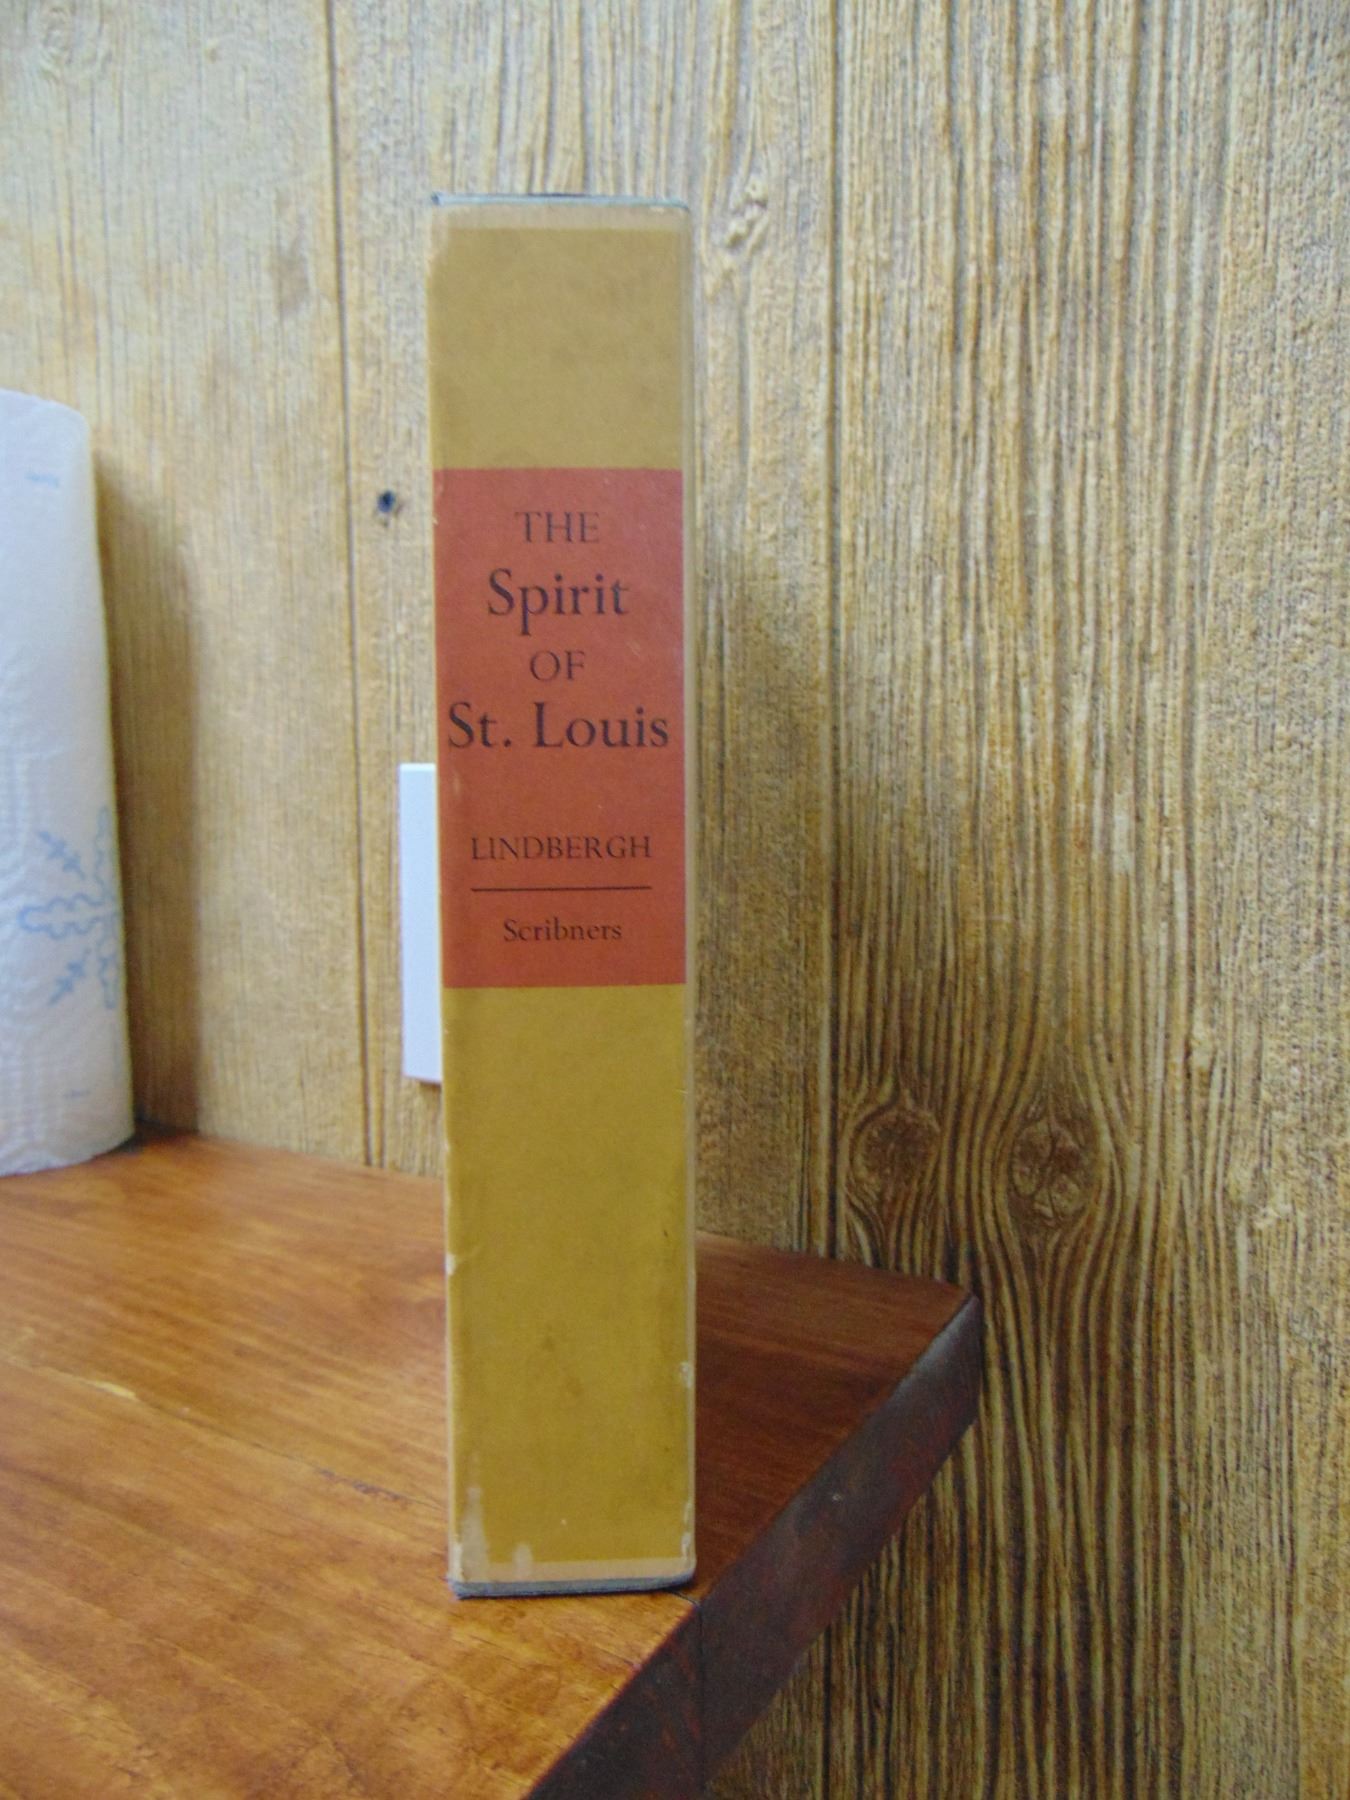 THE
Spirit
OF
St. Louis
LINDBERGH
Scribners